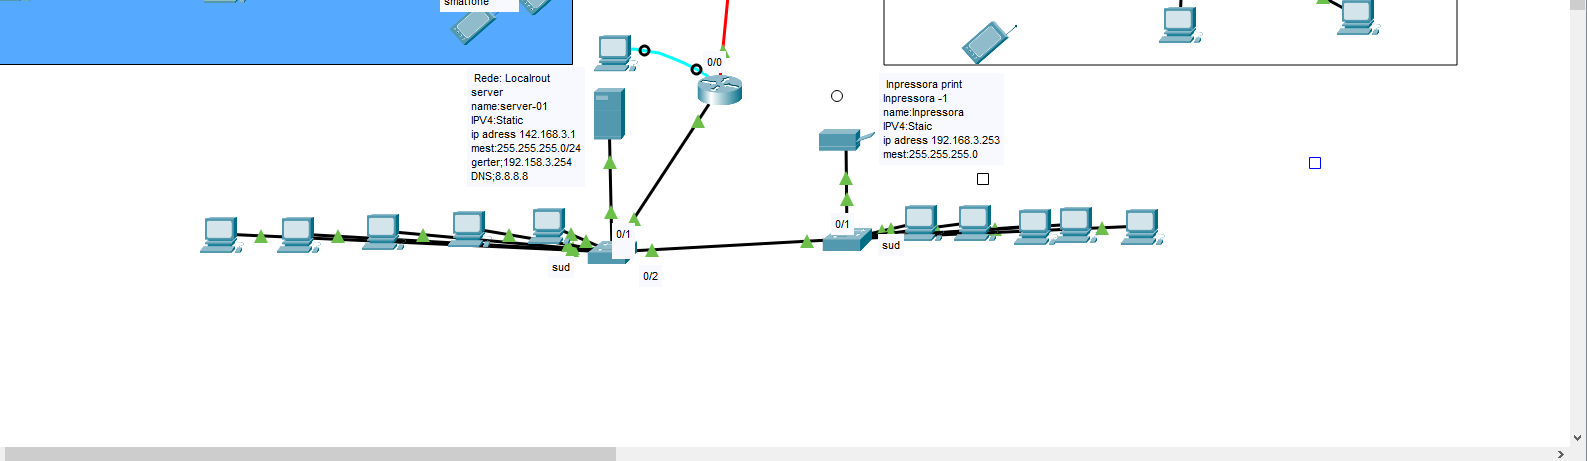 smatfone
0/0
Rede: Localrout
server
name:server-01
IPV4:Static
ip adress 142.168.3.1
mest:255.255.255.0/24
gerter;192.158.3.254
DNS;8.8.8.8
Inpressora print
Inpressora -1
name:Inpressora
IPV4:Staic
ip adress 192.168.3.253
mest:255.255.255.0
0/1
0/1
sud
sud
0/2